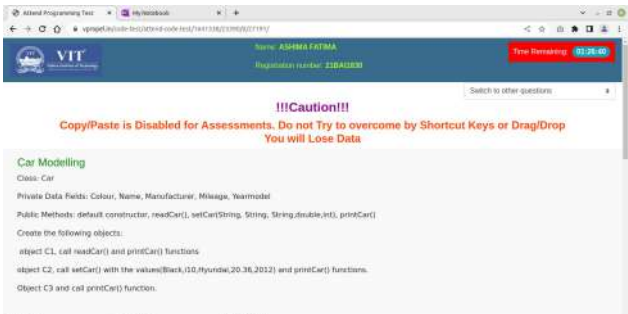 Attend Programming Test
My Notebook
VIT
Name: ASHIMA FATIMA
Registration number: 21BAI1830
Time Remaining: 01:26:40
Switch to other questions
!!!Caution!!!
Copy/Paste is Disabled for Assessments. Do not Try to overcome by Shortcut Keys or Drag/Drop
You will Lose Data
Car Modelling
Class: Car
Private Data Fields: Colour, Name, Manufacturer, Mileage, Yearmodel
Public Methods: default constructor, readCar(), setCar(String, String, String,double,int), printCar()
Create the following objects:
object C1, call readCar() and printCar() functions
object C2, call setCar() with the values(Black,i10,Hyundai,20.36,2012) and printCar() functions.
Object C3 and call printCar() function.